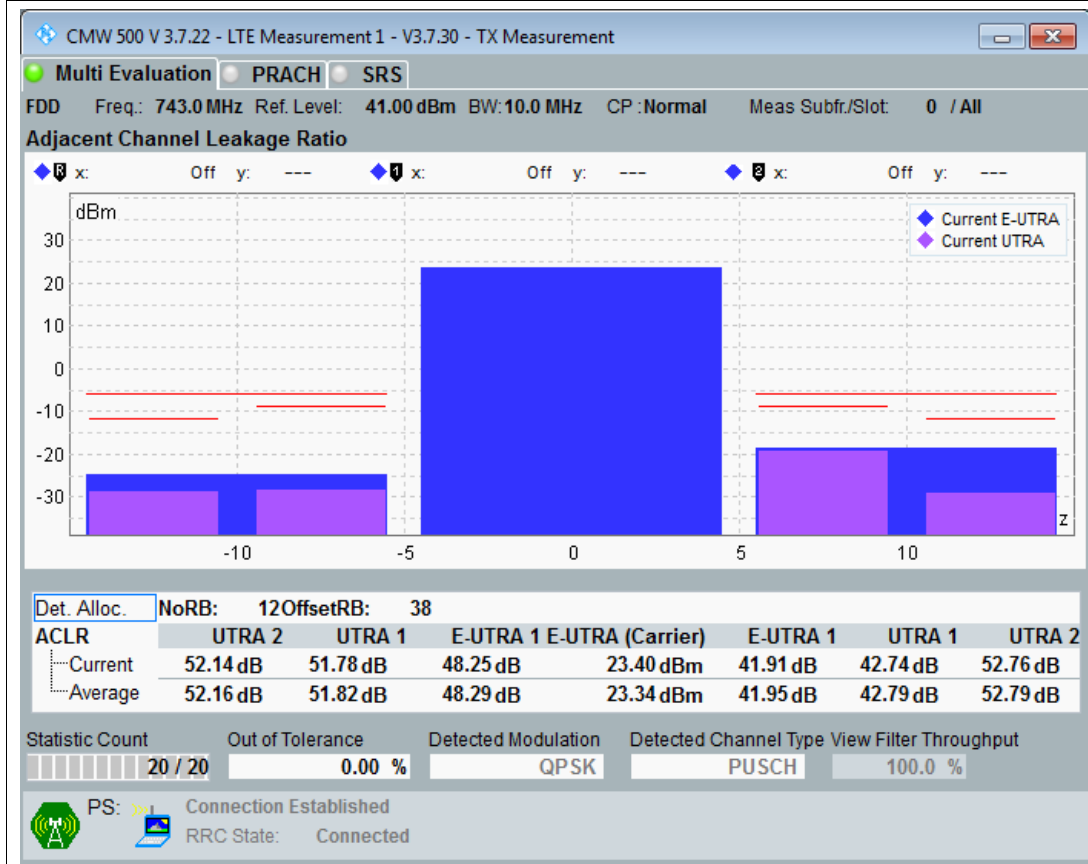 CMW 500 V 3.7.22 - LTE Measurement 1 - V3.7.30 - TX Measurement
Multi Evaluation PRACH SRS
FDD Freq.: 743.0 MHz Ref. Level: 41.00 dBm BW: 10.0 MHz CP : Normal Meas Subfr./Slot: 0 / All
Adjacent Channel Leakage Ratio
R x: Off y: --- 1 x: Off y: --- 2 x: Off y: ---
dBm
Current E-UTRA
Current UTRA
30
20
10
0
-10
-20
-30
z
-10 -5 0 5 10
Det. Alloc. NoRB: 12 OffsetRB: 38
ACLR UTRA 2 UTRA 1 E-UTRA 1 E-UTRA (Carrier) E-UTRA 1 UTRA 1 UTRA 2
Current 52.14 dB 51.78 dB 48.25 dB 23.40 dBm 41.91 dB 42.74 dB 52.76 dB
Average 52.16 dB 51.82 dB 48.29 dB 23.34 dBm 41.95 dB 42.79 dB 52.79 dB
Statistic Count Out of Tolerance Detected Modulation Detected Channel Type View Filter Throughput
20 / 20 0.00 % QPSK PUSCH 100.0 %
PS: Connection Established
RRC State: Connected